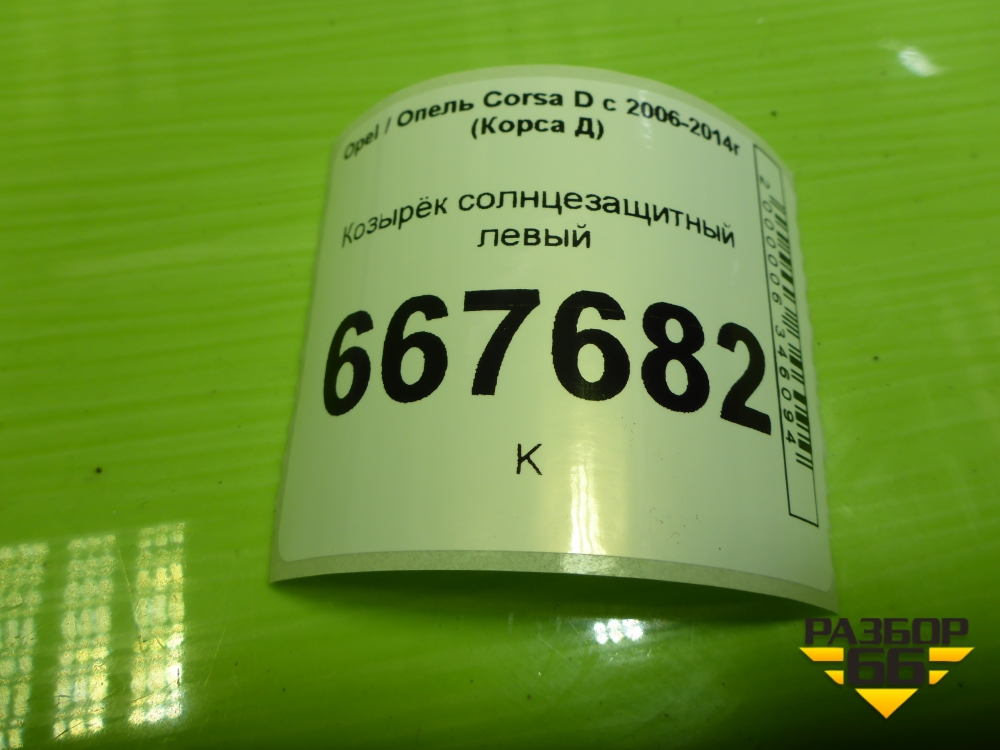 Opel / Опель Corsa D с 2006-2014г
(Корса Д)
Козырёк солнцезащитный
левый
667682
К
2000006346094
РАЗБОР
66